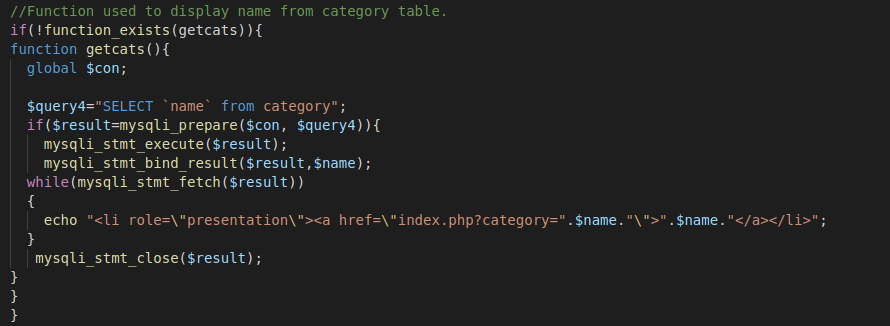 //Function used to display name from category table.
if(!function_exists(getcats)){
function getcats(){
  global $con;

  $query4="SELECT `name` from category";
  if($result=mysqli_prepare($con, $query4)){
    mysqli_stmt_execute($result);
    mysqli_stmt_bind_result($result,$name);
  while(mysqli_stmt_fetch($result))
  {
    echo "<li role=\"presentation\"><a href=\"index.php?category=".$name."\">".$name."</a></li>";
  }
   mysqli_stmt_close($result);
}
}
}